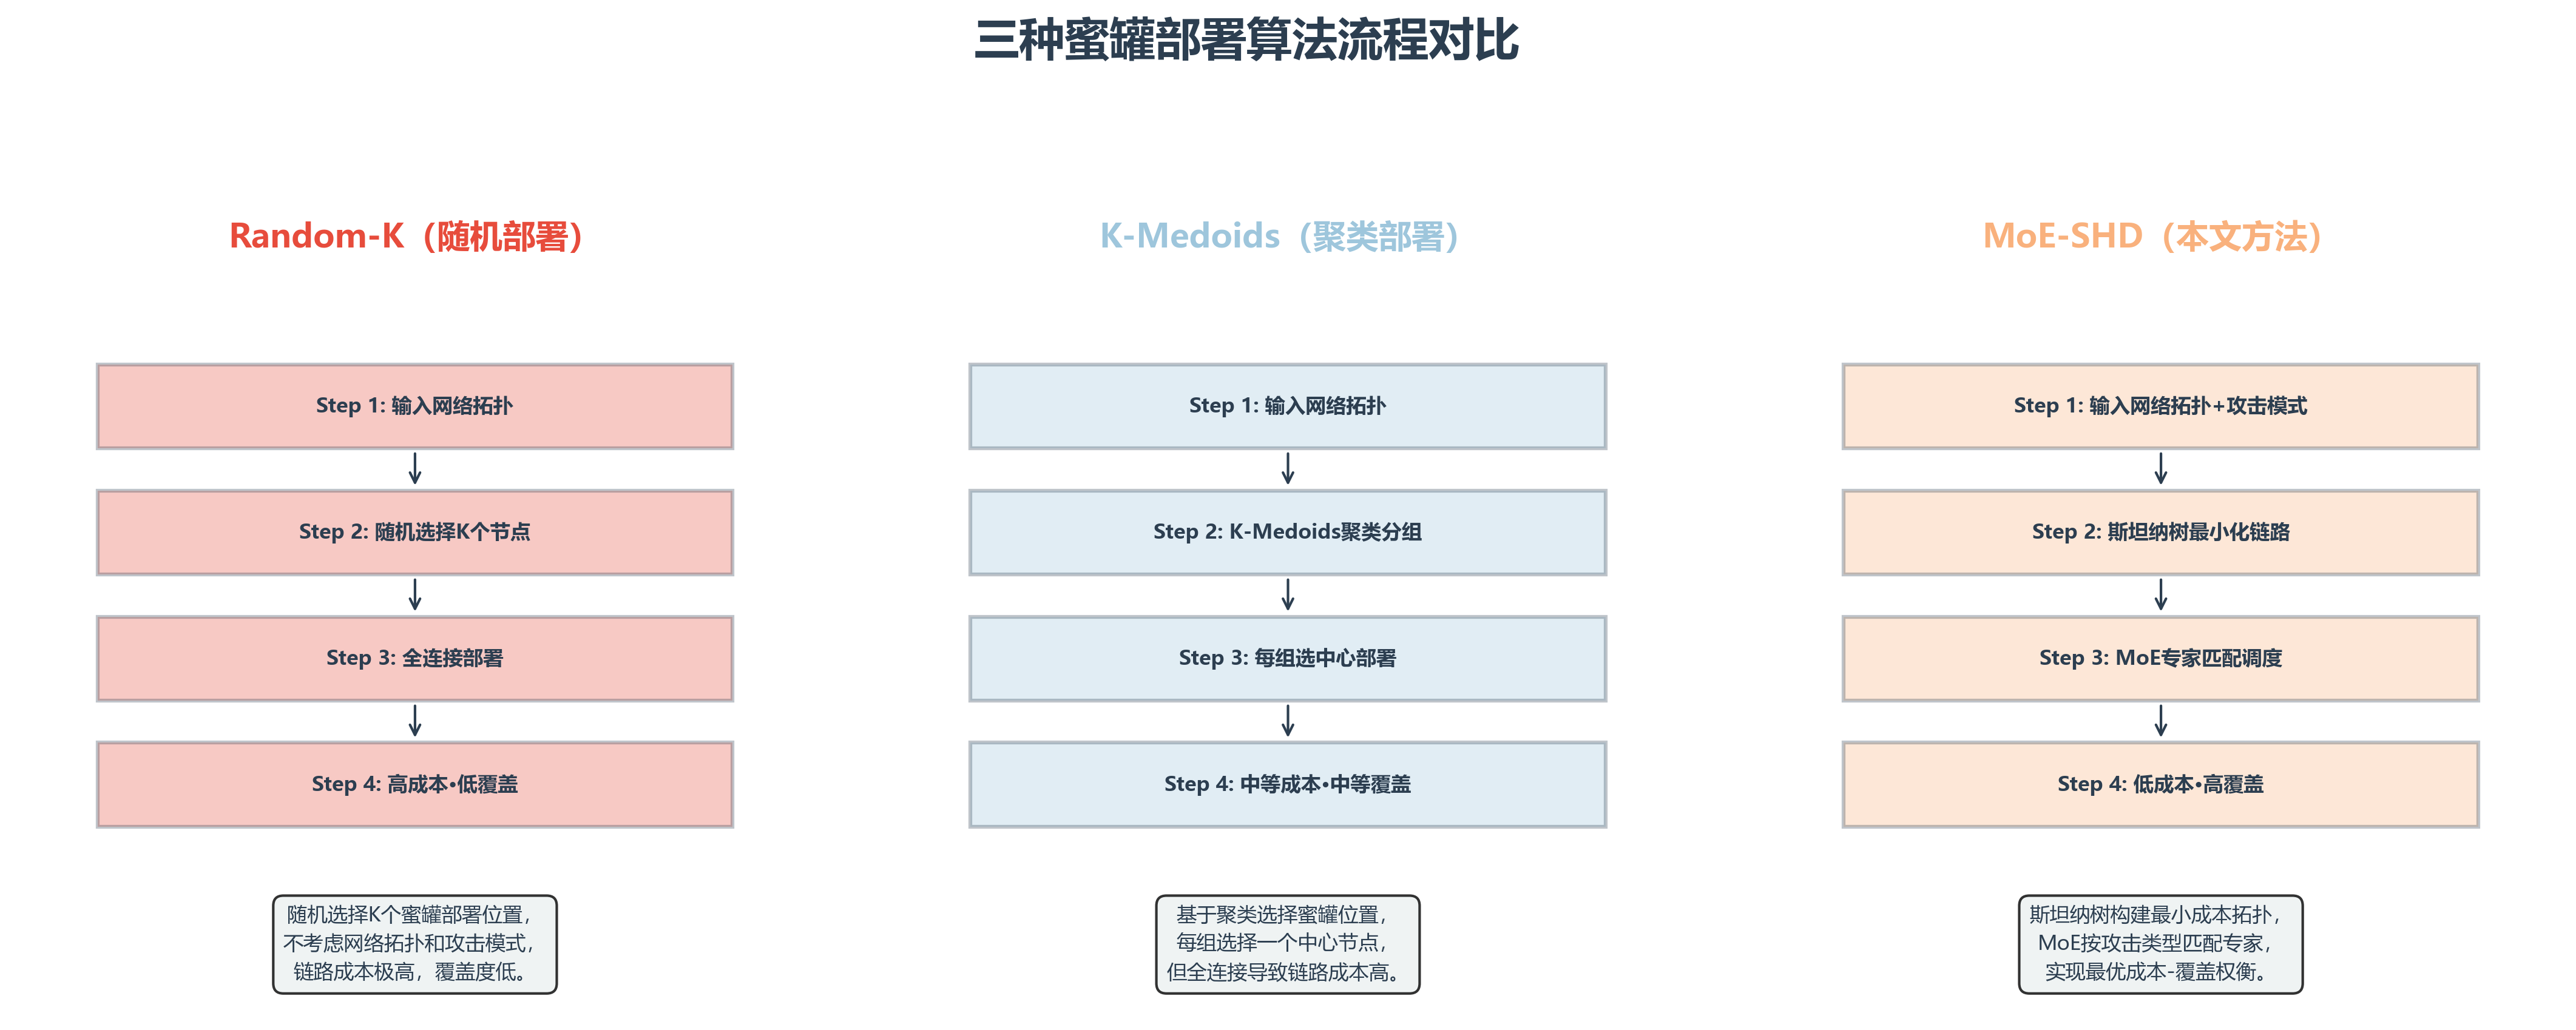 三种蜜罐部署算法流程对比
Random-K（随机部署）
Step 1: 输入网络拓扑
Step 2: 随机选择K个节点
Step 3: 全连接部署
Step 4: 高成本·低覆盖
随机选择K个蜜罐部署位置，
不考虑网络拓扑和攻击模式，
链路成本极高，覆盖度低。
K-Medoids（聚类部署）
Step 1: 输入网络拓扑
Step 2: K-Medoids聚类分组
Step 3: 每组选中心部署
Step 4: 中等成本·中等覆盖
基于聚类选择蜜罐位置，
每组选择一个中心节点，
但全连接导致链路成本高。
MoE-SHD（本文方法）
Step 1: 输入网络拓扑+攻击模式
Step 2: 斯坦纳树最小化链路
Step 3: MoE专家匹配调度
Step 4: 低成本·高覆盖
斯坦纳树构建最小成本拓扑，
MoE按攻击类型匹配专家，
实现最优成本-覆盖权衡。